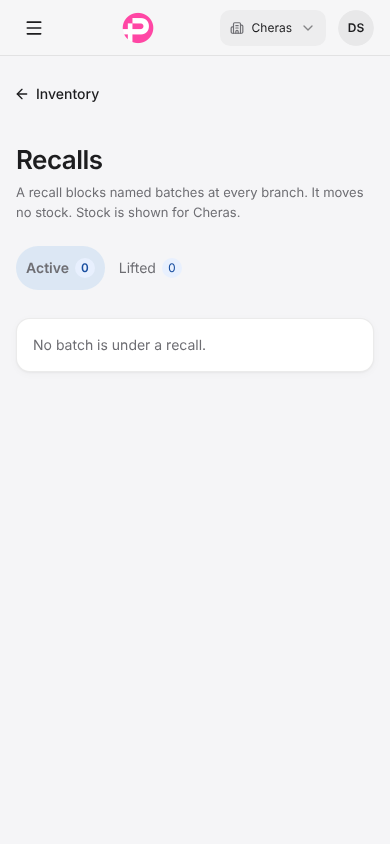 Cheras
DS
Inventory
Recalls
A recall blocks named batches at every branch. It moves
no stock. Stock is shown for Cheras.
Active 0 Lifted 0
No batch is under a recall.